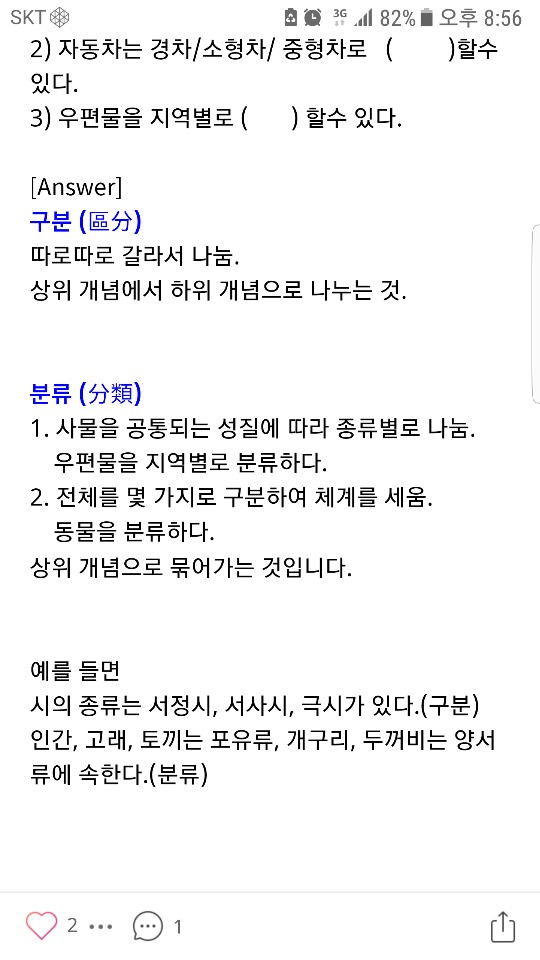 SKT 3G 82% 오후 8:56
2) 자동차는 경차/소형차/ 중형차로 ( )할수
있다.
3) 우편물을 지역별로 ( ) 할수 있다.
[Answer]
구분 (區分)
따로따로 갈라서 나눔.
상위 개념에서 하위 개념으로 나누는 것.
분류 (分類)
1. 사물을 공통되는 성질에 따라 종류별로 나눔.
우편물을 지역별로 분류하다.
2. 전체를 몇 가지로 구분하여 체계를 세움.
동물을 분류하다.
상위 개념으로 묶어가는 것입니다.
예를 들면
시의 종류는 서정시, 서사시, 극시가 있다.(구분)
인간, 고래, 토끼는 포유류, 개구리, 두꺼비는 양서
류에 속한다.(분류)
2 1